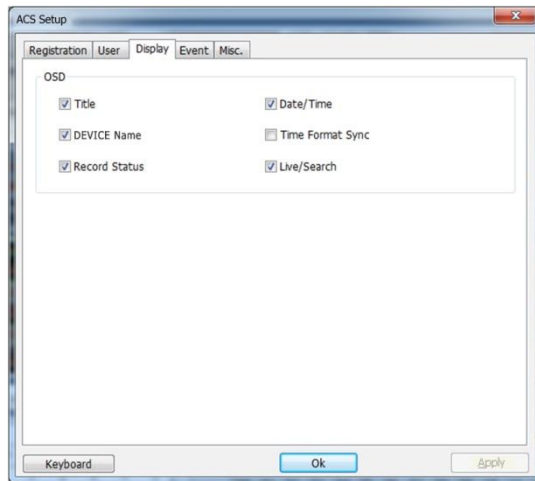 ACS Setup
Registration User Display Event Misc.
OSD
Title Date/Time
DEVICE Name Time Format Sync
Record Status Live/Search
Keyboard Ok Apply